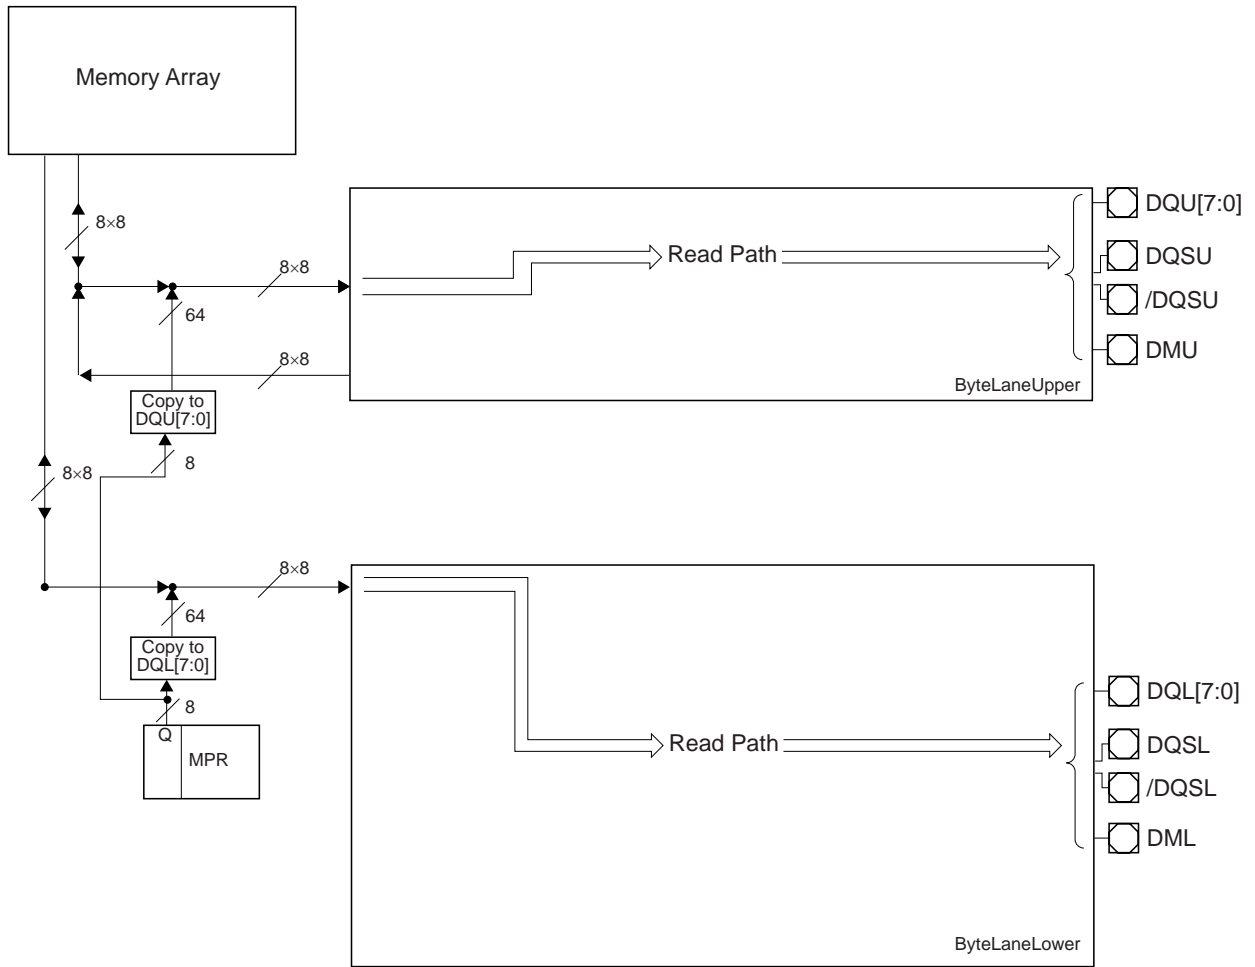 Memory Array
8×8
8×8
64
8×8
Copy to
DQU[7:0]
8
8×8
Read Path
DQU[7:0]
DQSU
/DQSU
DMU
ByteLaneUpper
8×8
64
Copy to
DQL[7:0]
8
Q
MPR
Read Path
DQL[7:0]
DQSL
/DQSL
DML
ByteLaneLower